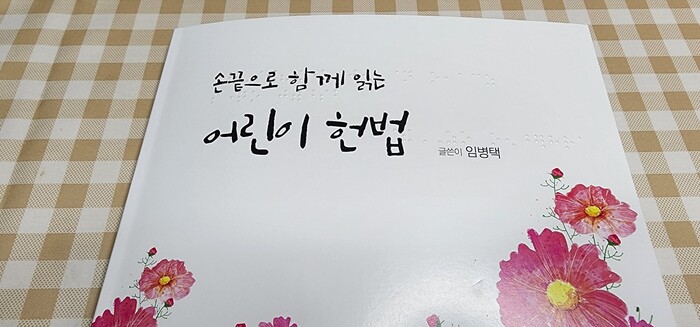 손끝으로 함께 읽는
어린이 헌법
글쓴이 임병택